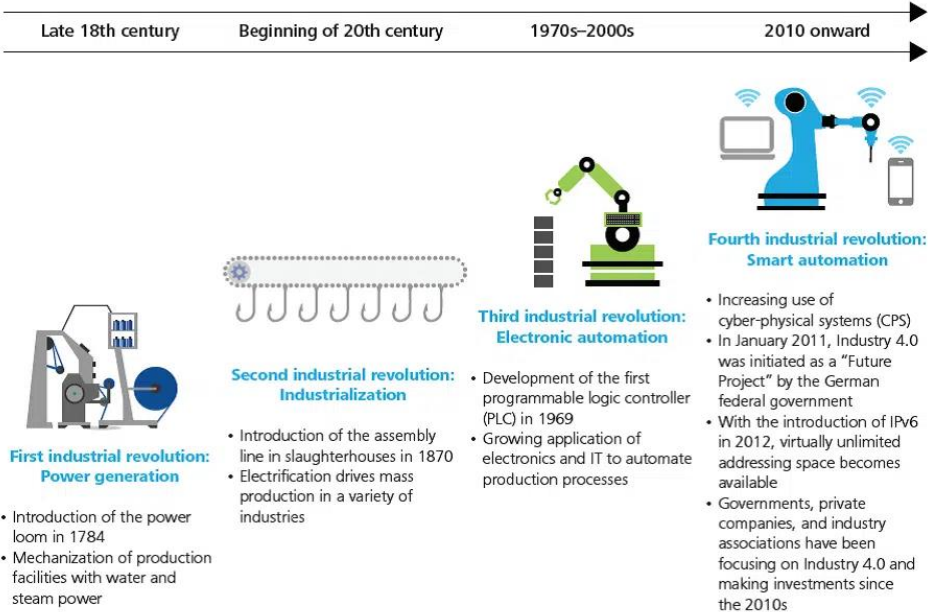 Late 18th century
Beginning of 20th century
1970s–2000s
2010 onward
First industrial revolution:
Power generation
• Introduction of the power
loom in 1784
• Mechanization of production
facilities with water and
steam power
Second industrial revolution:
Industrialization
• Introduction of the assembly
line in slaughterhouses in 1870
• Electrification drives mass
production in a variety of
industries
Third industrial revolution:
Electronic automation
• Development of the first
programmable logic controller
(PLC) in 1969
• Growing application of
electronics and IT to automate
production processes
Fourth industrial revolution:
Smart automation
• Increasing use of
cyber-physical systems (CPS)
• In January 2011, Industry 4.0
was initiated as a “Future
Project” by the German
federal government
• With the introduction of IPv6
in 2012, virtually unlimited
addressing space becomes
available
• Governments, private
companies, and industry
associations have been
focusing on Industry 4.0 and
making investments since
the 2010s